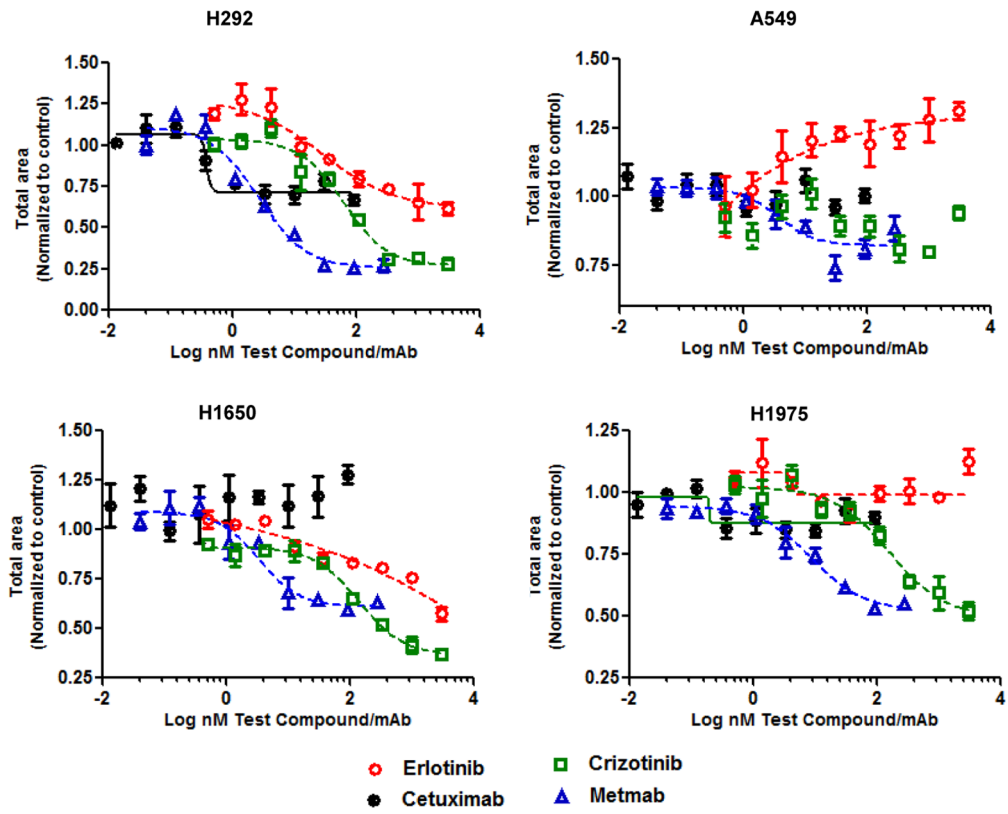 H292
A549
Total area
(Normalized to control)
1.50
1.25
1.00
0.75
0.50
0.25
0.00
-2
0
2
4
Log nM Test Compound/mAb
Total area
(Normalized to control)
1.50
1.25
1.00
0.75
-2
0
2
4
Log nM Test Compound/mAb
H1650
H1975
Total area
(Normalized to control)
1.50
1.25
1.00
0.75
0.50
0.25
-2
0
2
4
Log nM Test Compound/mAb
Total area
(Normalized to control)
1.25
1.00
0.75
0.50
0.25
-2
0
2
4
Log nM Test Compound/mAb
Erlotinib
Crizotinib
Cetuximab
Metmab